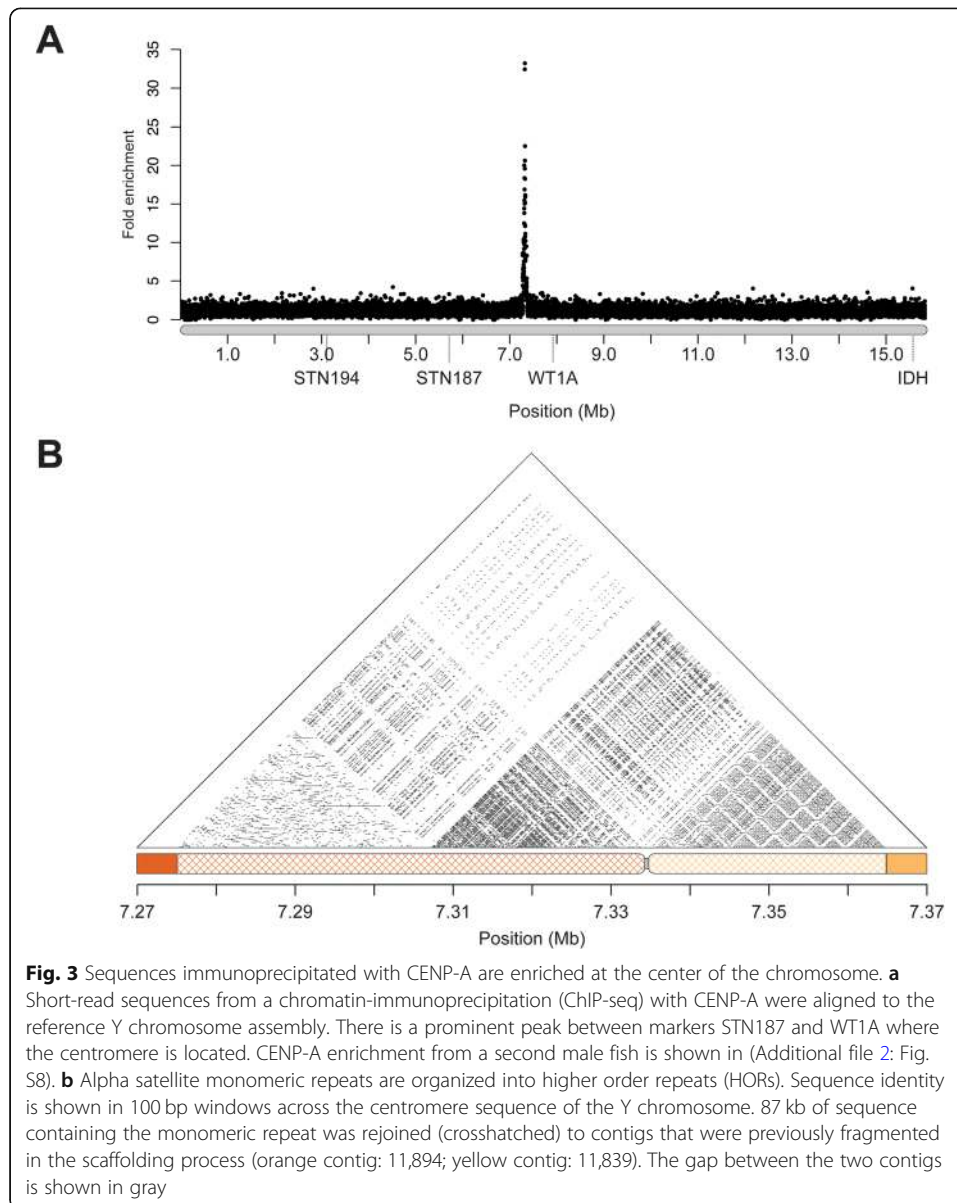 A
35
30
25
20
15
10
5
0
Fold enrichment
1.0 3.0 5.0 7.0 9.0 11.0 13.0 15.0
STN194 STN187 WT1A IDH
Position (Mb)
B
7.27 7.29 7.31 7.33 7.35 7.37
Position (Mb)
Fig. 3 Sequences immunoprecipitated with CENP-A are enriched at the center of the chromosome. a
Short-read sequences from a chromatin-immunoprecipitation (ChIP-seq) with CENP-A were aligned to the
reference Y chromosome assembly. There is a prominent peak between markers STN187 and WT1A where
the centromere is located. CENP-A enrichment from a second male fish is shown in (Additional file 2: Fig.
S8). b Alpha satellite monomeric repeats are organized into higher order repeats (HORs). Sequence identity
is shown in 100 bp windows across the centromere sequence of the Y chromosome. 87 kb of sequence
containing the monomeric repeat was rejoined (crosshatched) to contigs that were previously fragmented
in the scaffolding process (orange contig: 11,894; yellow contig: 11,839). The gap between the two contigs
is shown in gray